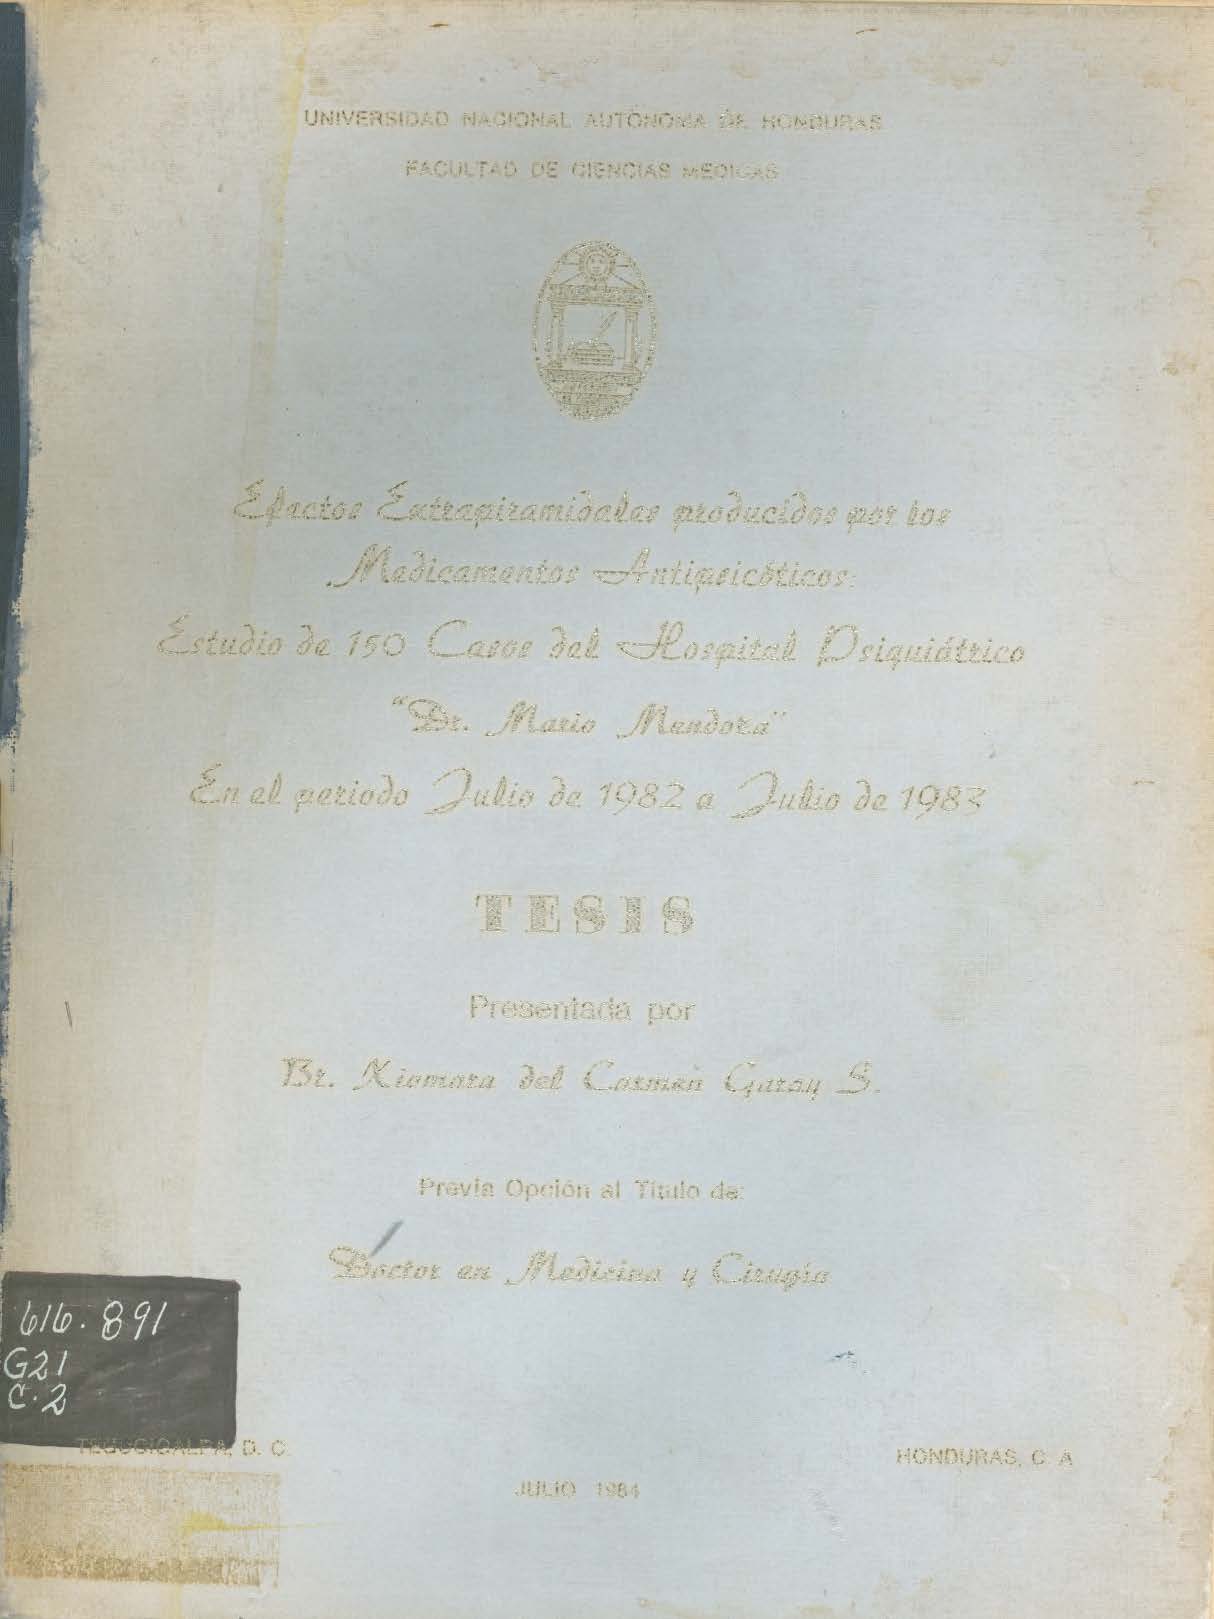 UNIVERSIDAD NACIONAL AUTÓNOMA DE HONDURAS
FACULTAD DE CIENCIAS MEDICAS
Efectos Extrapiramidales producidos por los
Medicamentos Antipsicóticos:
Estudio de 150 Casos del Hospital Psiquiátrico
"Dr. Mario Mendoza"
En el periodo Julio de 1982 a Julio de 1983
TESIS
Presentada por
Br. Xiomara del Carmen Garay S.
Previa Opción al Título de:
Doctor en Medicina y Cirugía
616.891
G21
C.2
TEGUCIGALPA, D. C.
HONDURAS, C. A
JULIO 1984